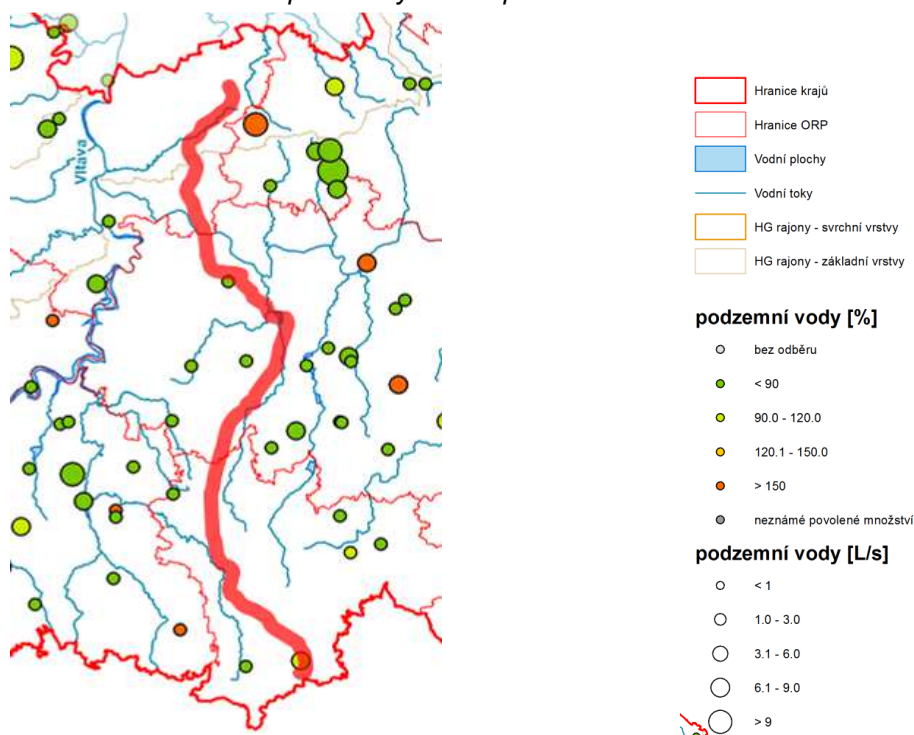 Vltava
Hranice krajů
Hranice ORP
Vodní plochy
Vodní toky
HG rajony - svrchní vrstvy
HG rajony - základní vrstvy
podzemní vody [%]
bez odběru
< 90
90.0 - 120.0
120.1 - 150.0
> 150
neznámé povolené množství
podzemní vody [L/s]
< 1
1.0 - 3.0
3.1 - 6.0
6.1 - 9.0
> 9